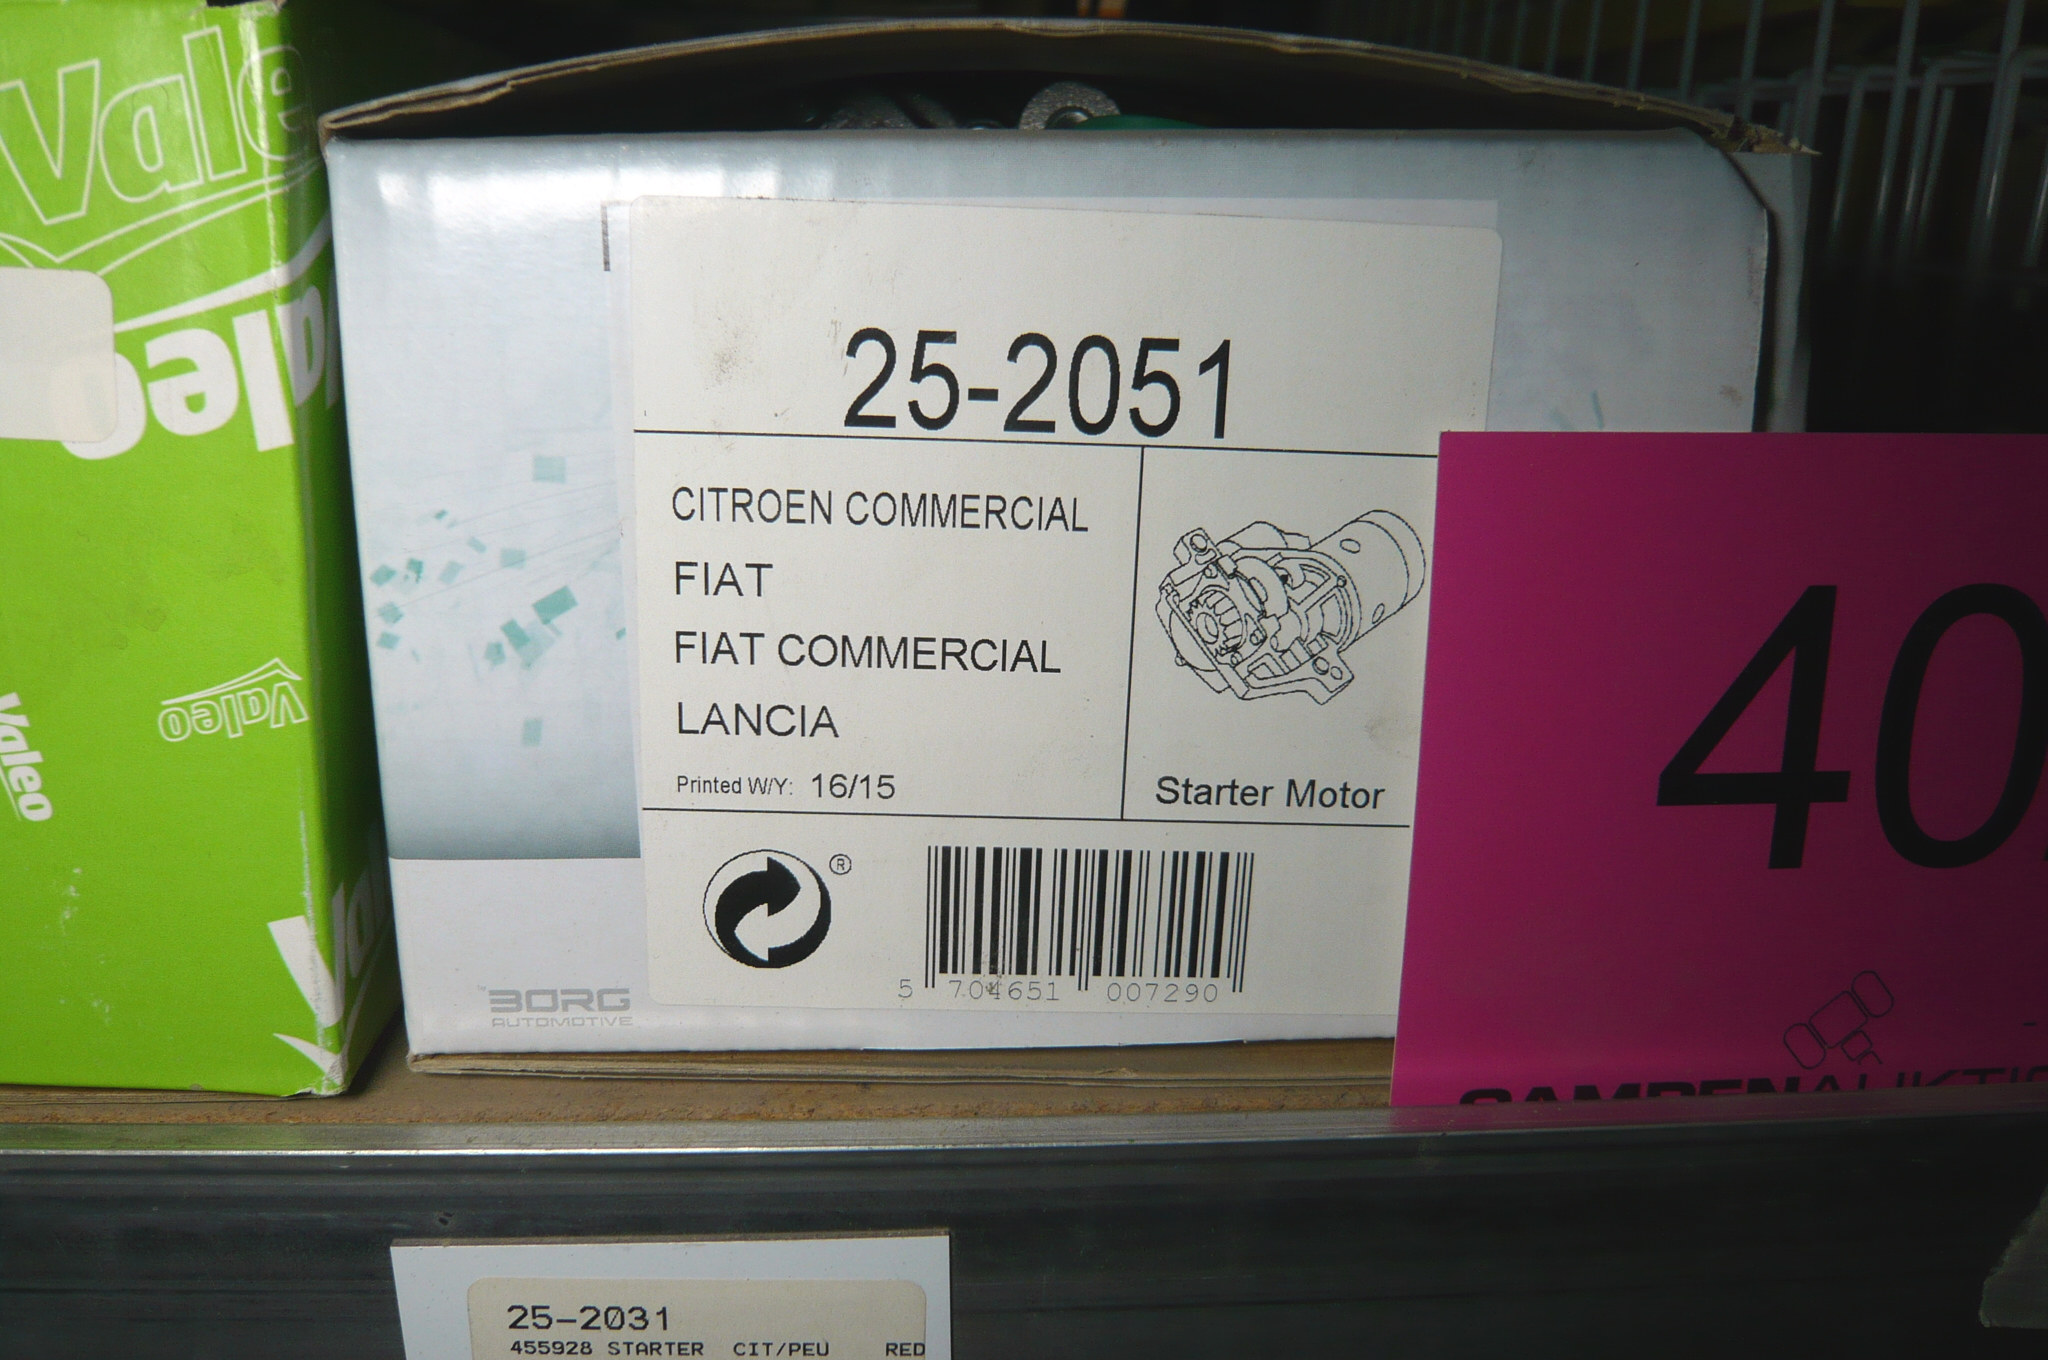 Valeo
Valeo
Valeo
Valeo
25-2051
CITROEN COMMERCIAL
FIAT
FIAT COMMERCIAL
LANCIA
Printed W/Y: 16/15
Starter Motor
®
5 704651 007290
by BORG
AUTOMOTIVE
40
25-2031
455928 STARTER CIT/PEU RED